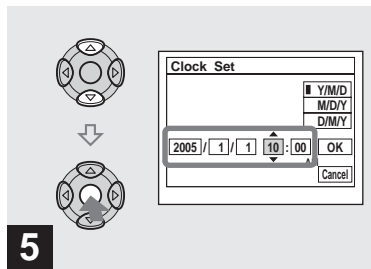 Clock Set
Y/M/D
M/D/Y
D/M/Y
2005 / 1 / 1 10 : 00 OK
Cancel
5